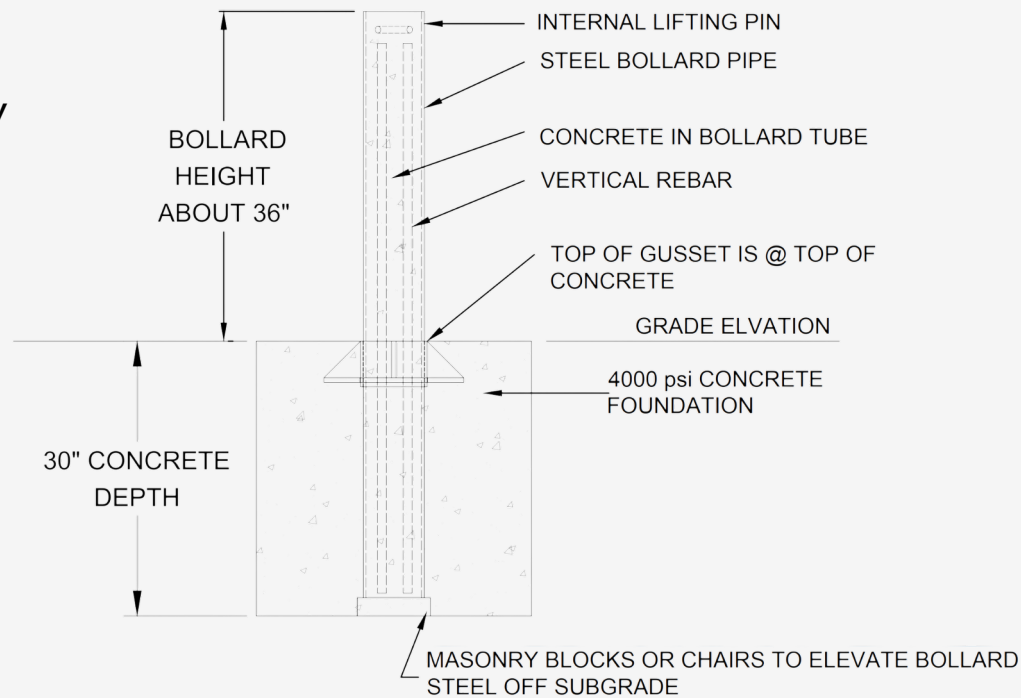 INTERNAL LIFTING PIN
STEEL BOLLARD PIPE
BOLLARD
HEIGHT
ABOUT 36"
CONCRETE IN BOLLARD TUBE
VERTICAL REBAR
TOP OF GUSSET IS @ TOP OF
CONCRETE
GRADE ELVATION
4000 psi CONCRETE
FOUNDATION
30" CONCRETE
DEPTH
MASONRY BLOCKS OR CHAIRS TO ELEVATE BOLLARD
STEEL OFF SUBGRADE